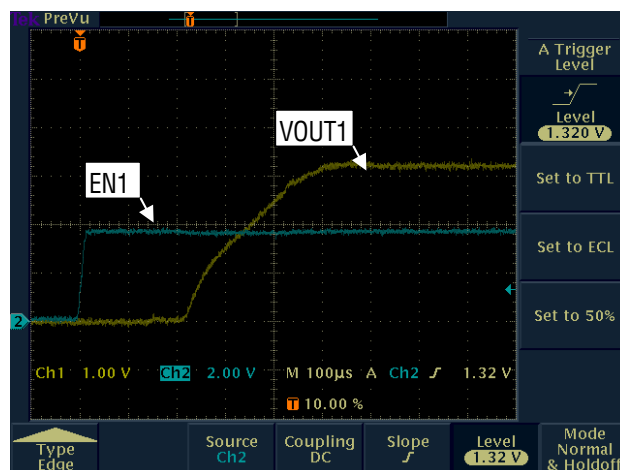 Tek PreVu
T
T
A Trigger
Level
Level
1.320 V
Set to TTL
Set to ECL
Set to 50%
VOUT1
EN1
2
Ch1 1.00 V Ch2 2.00 V M 100µs A Ch2 1.32 V
T 10.00 %
Type
Edge
Source
Ch2
Coupling
DC
Slope
Level
1.32 V
Mode
Normal
& Holdoff